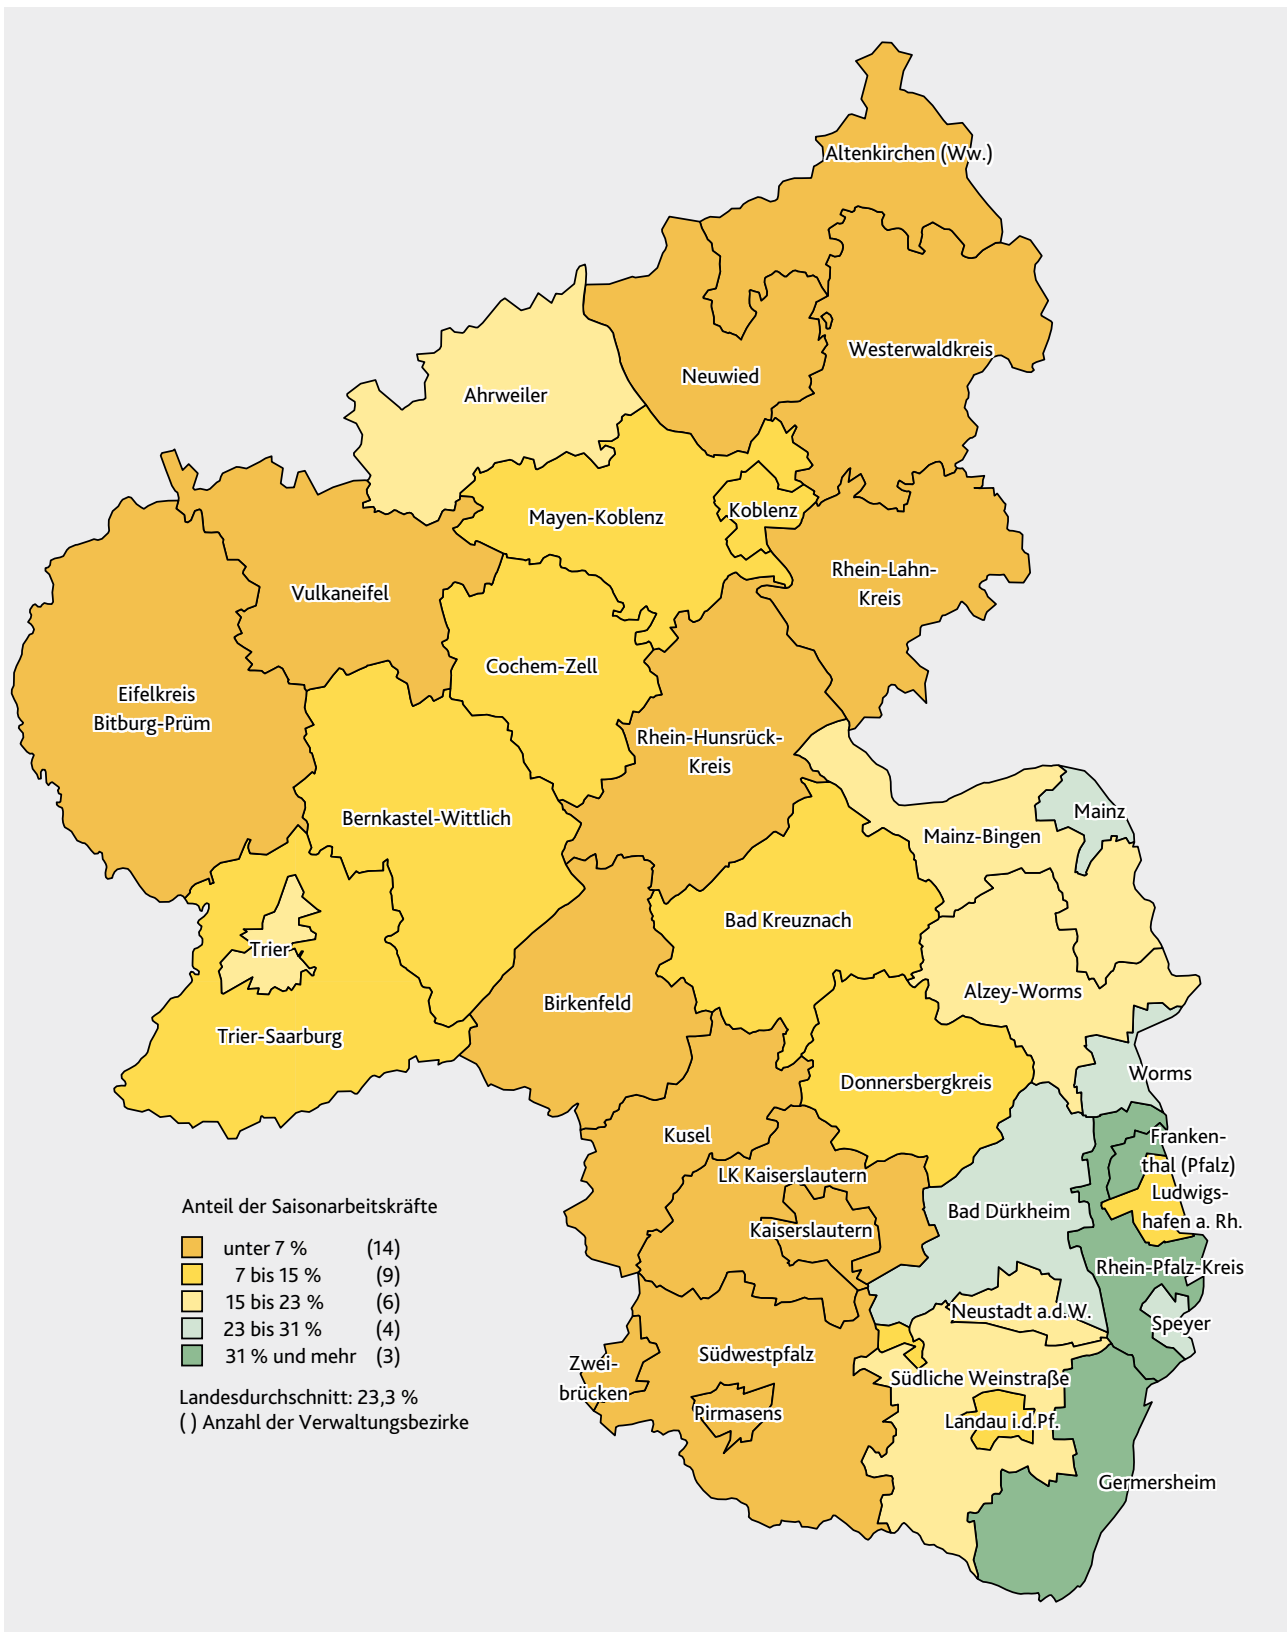 Altenkirchen (Ww.)
Westerwaldkreis
Neuwied
Ahrweiler
Koblenz
Mayen-Koblenz
Rhein-Lahn-
Kreis
Vulkaneifel
Cochem-Zell
Eifelkreis
Bitburg-Prüm
Rhein-Hunsrück-
Kreis
Mainz
Bernkastel-Wittlich
Mainz-Bingen
Bad Kreuznach
Trier
Alzey-Worms
Birkenfeld
Trier-Saarburg
Worms
Donnersbergkreis
Kusel
Franken-
thal (Pfalz)
LK Kaiserslautern
Ludwigs-
hafen a. Rh.
Bad Dürkheim
Kaiserslautern
Rhein-Pfalz-Kreis
Neustadt a.d.W.
Speyer
Südwestpfalz
Zwei-
brücken
Südliche Weinstraße
Pirmasens
Landau i.d.Pf.
Germersheim
Anteil der Saisonarbeitskräfte
unter 7 % (14)
7 bis 15 % (9)
15 bis 23 % (6)
23 bis 31 % (4)
31 % und mehr (3)
Landesdurchschnitt: 23,3 %
( ) Anzahl der Verwaltungsbezirke